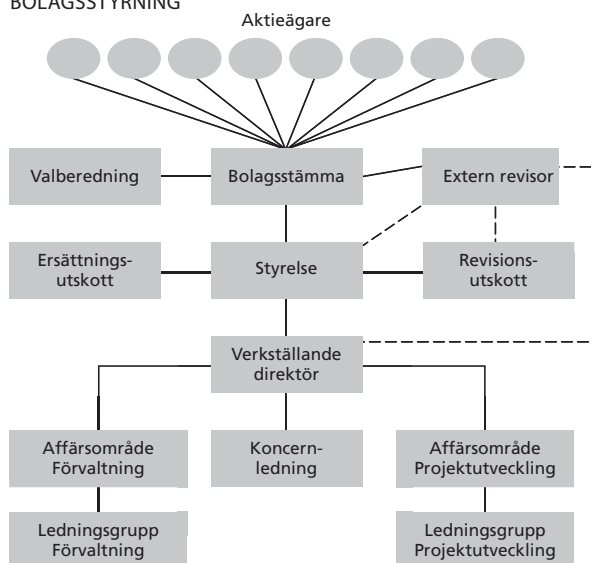 BOLAGSSTYRNING
Aktieägare
Valberedning
Bolagsstämma
Extern revisor
Ersättnings-
utskott
Styrelse
Revisions-
utskott
Verkställande
direktör
Affärsområde
Förvaltning
Koncern-
ledning
Affärsområde
Projektutveckling
Ledningsgrupp
Förvaltning
Ledningsgrupp
Projektutveckling